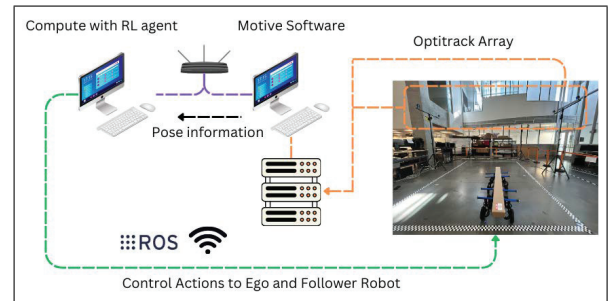 Compute with RL agent
Motive Software
Optitrack Array
Pose information
ROS
Control Actions to Ego and Follower Robot